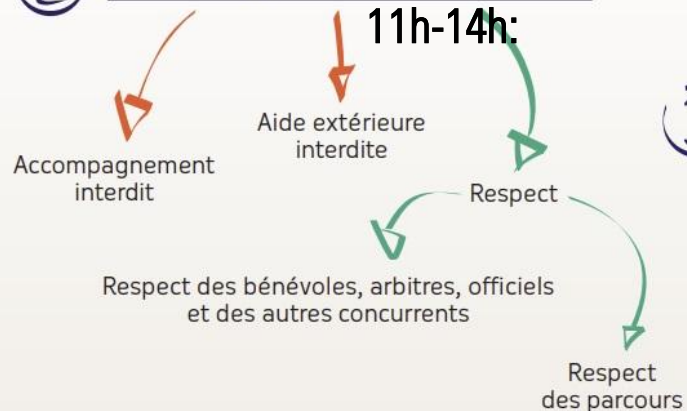 11h-14h:
Aide extérieure
interdite
Accompagnement
interdit
Respect
Respect des bénévoles, arbitres, officiels
et des autres concurrents
Respect
des parcours